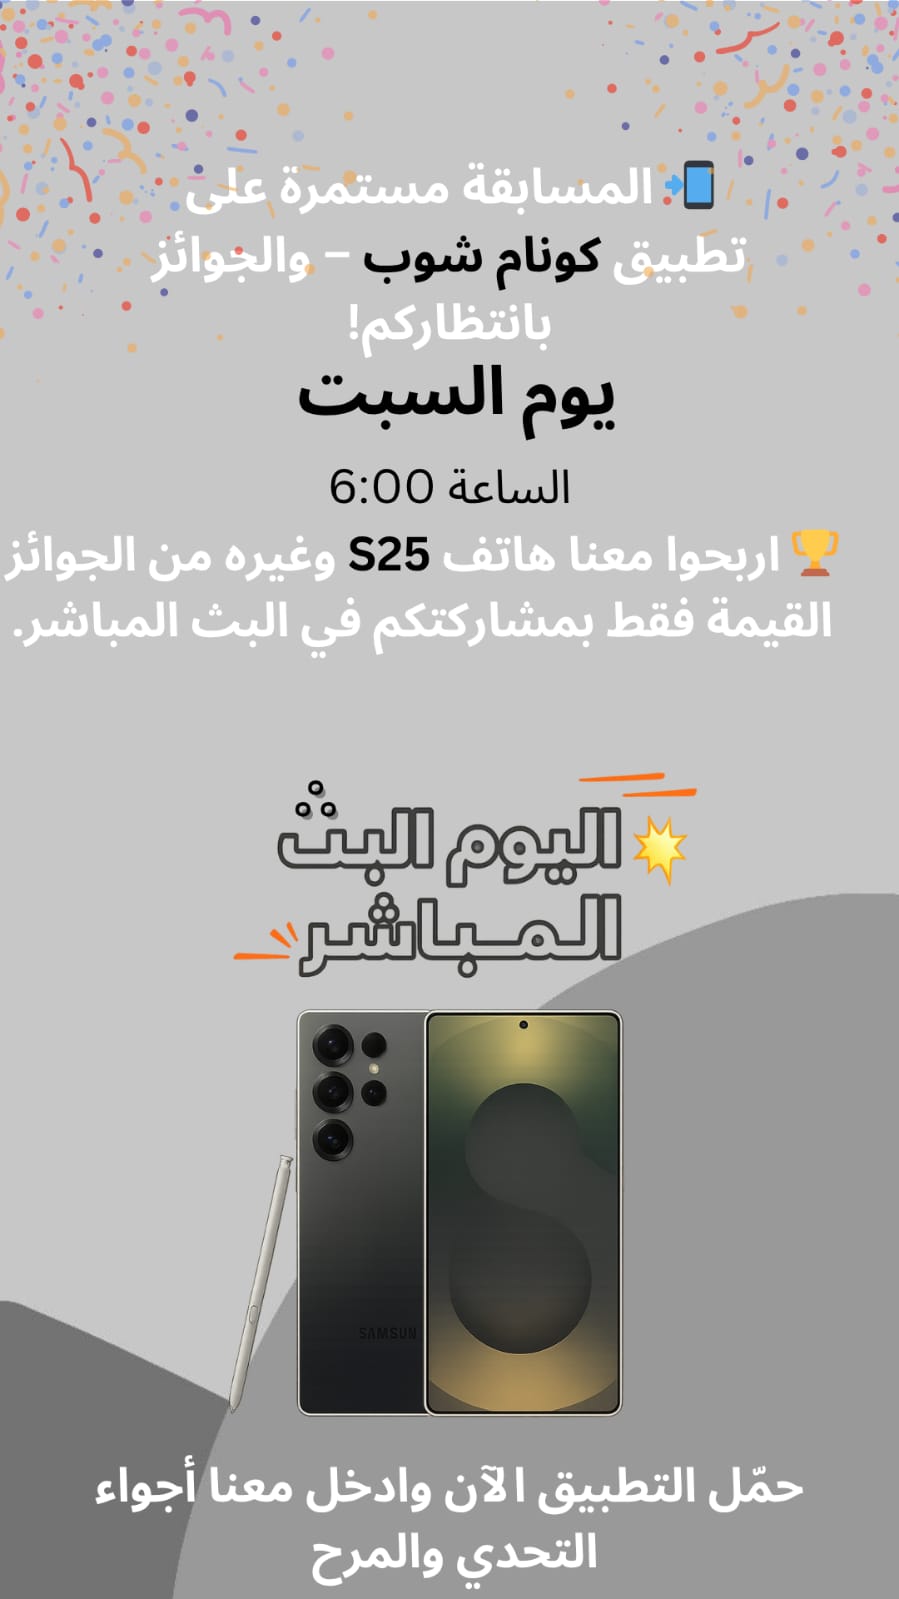 📲 المسابقة مستمرة على
تطبيق كونام شوب – والجوائز
بانتظاركم!
يوم السبت
الساعة 6:00
🏆 اربحوا معنا هاتف S25 وغيره من الجوائز
القيمة فقط بمشاركتكم في البث المباشر.
اليوم البث
المباشر
SAMSUN
حمّل التطبيق الآن وادخل معنا أجواء
التحدي والمرح